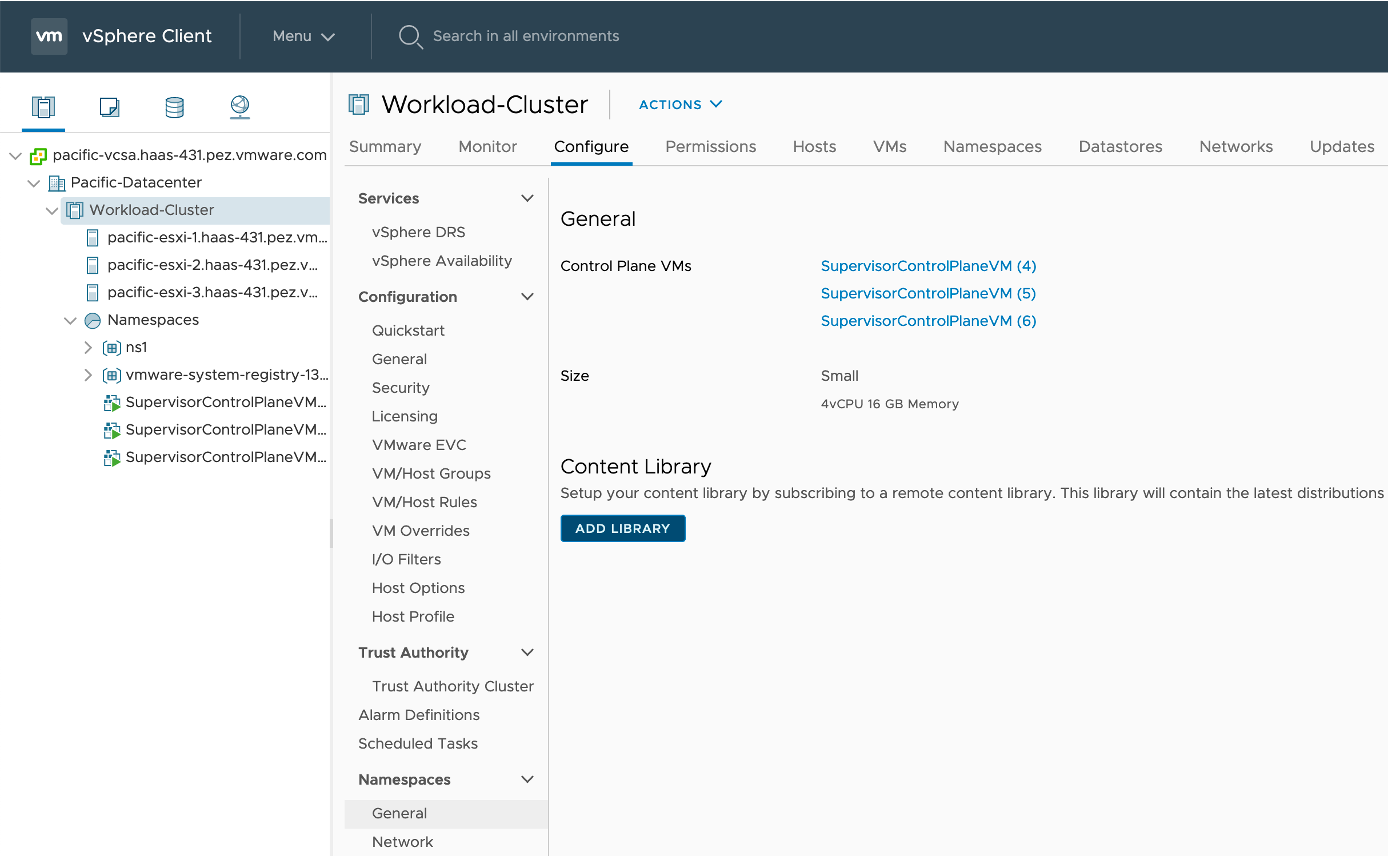 vm vSphere Client Menu Search in all environments
pacific-vcsa.haas-431.pez.vmware.com
Pacific-Datacenter
Workload-Cluster
pacific-esxi-1.haas-431.pez.vm...
pacific-esxi-2.haas-431.pez.v...
pacific-esxi-3.haas-431.pez.v...
Namespaces
ns1
vmware-system-registry-13...
SupervisorControlPlaneVM...
SupervisorControlPlaneVM...
SupervisorControlPlaneVM...
Workload-Cluster ACTIONS
Summary Monitor Configure Permissions Hosts VMs Namespaces Datastores Networks Updates
Services
vSphere DRS
vSphere Availability
Configuration
Quickstart
General
Security
Licensing
VMware EVC
VM/Host Groups
VM/Host Rules
VM Overrides
I/O Filters
Host Options
Host Profile
Trust Authority
Trust Authority Cluster
Alarm Definitions
Scheduled Tasks
Namespaces
General
Network
General
Control Plane VMs SupervisorControlPlaneVM (4)
SupervisorControlPlaneVM (5)
SupervisorControlPlaneVM (6)
Size Small
4vCPU 16 GB Memory
Content Library
Setup your content library by subscribing to a remote content library. This library will contain the latest distributions
ADD LIBRARY